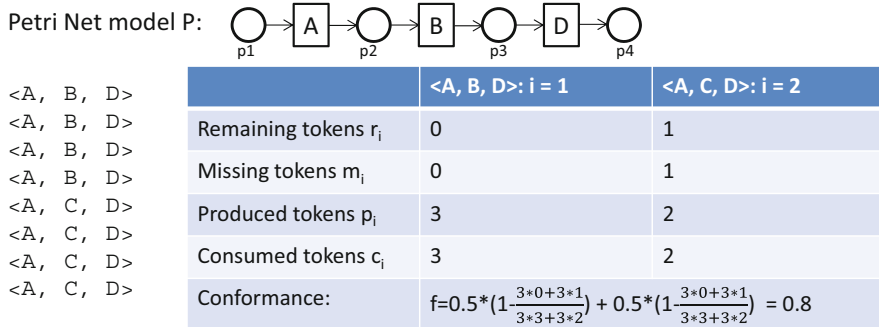 Petri Net model P:
A B D
p1 p2 p3 p4
<A, B, D>
<A, B, D>
<A, B, D>
<A, B, D>
<A, C, D>
<A, C, D>
<A, C, D>
<A, C, D>
<A, B, D>: i = 1 <A, C, D>: i = 2
Remaining tokens rᵢ 0 1
Missing tokens mᵢ 0 1
Produced tokens pᵢ 3 2
Consumed tokens cᵢ 3 2
Conformance: f=0.5*(1-(3*0+3*1)/(3*3+3*2)) + 0.5*(1-(3*0+3*1)/(3*3+3*2)) = 0.8